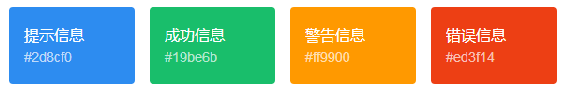 提示信息
#2d8cf0
成功信息
#19be6b
警告信息
#ff9900
错误信息
#ed3f14